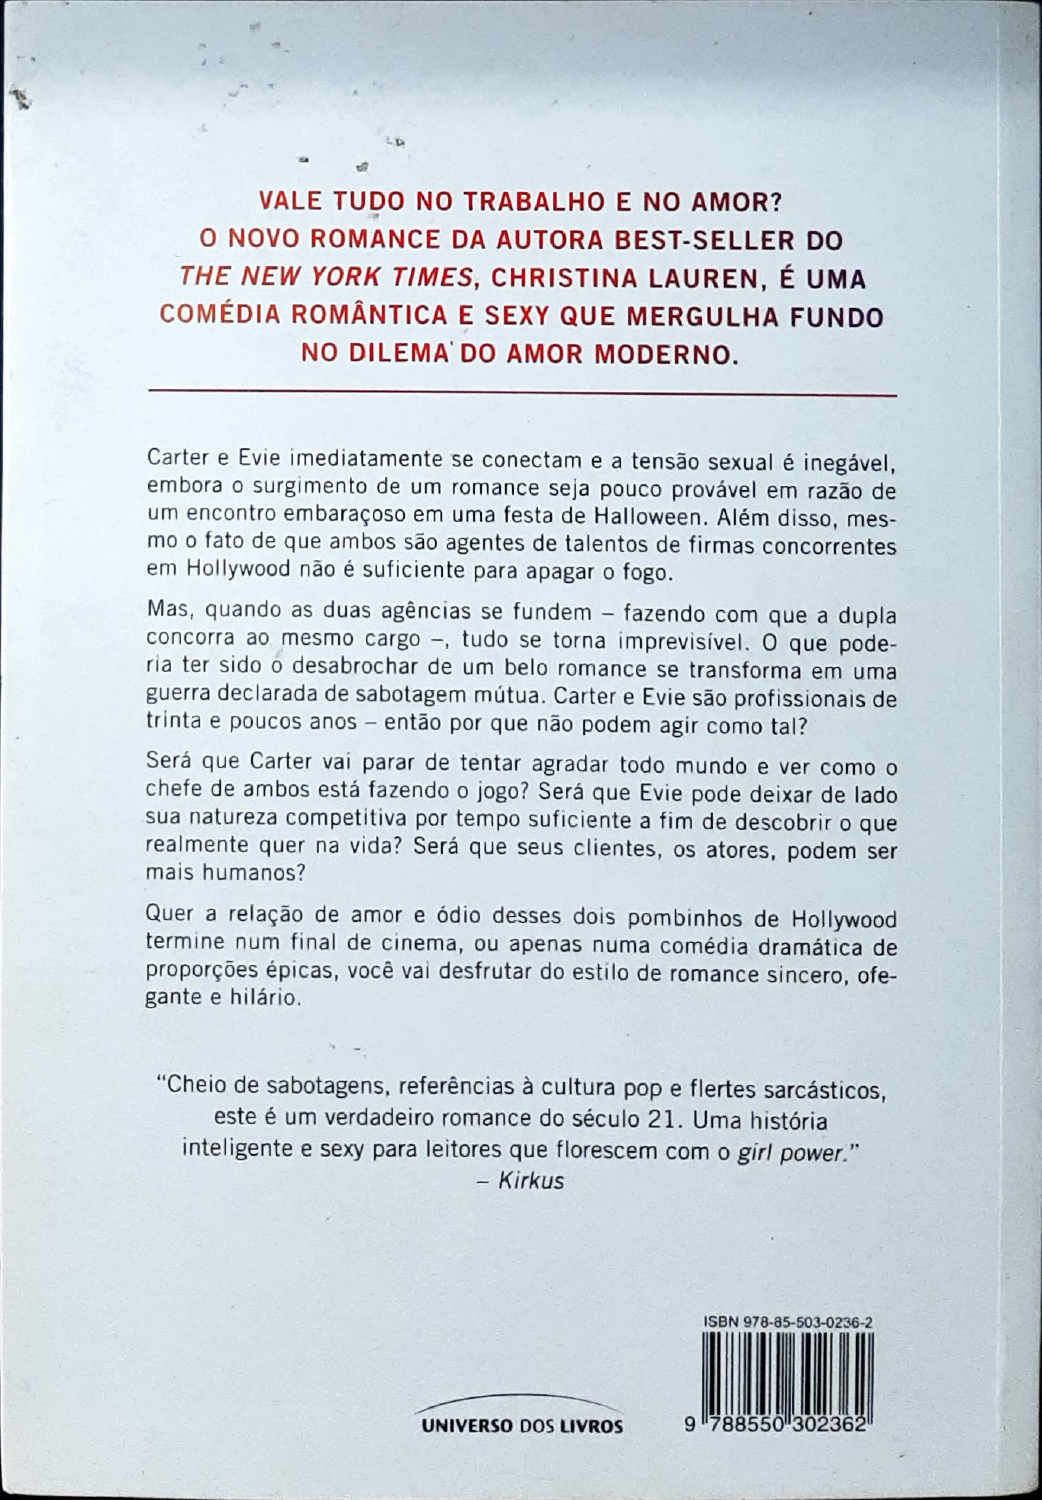 VALE TUDO NO TRABALHO E NO AMOR?
O NOVO ROMANCE DA AUTORA BEST-SELLER DO
THE NEW YORK TIMES, CHRISTINA LAUREN, É UMA
COMÉDIA ROMÂNTICA E SEXY QUE MERGULHA FUNDO
NO DILEMA DO AMOR MODERNO.
Carter e Evie imediatamente se conectam e a tensão sexual é inegável,
embora o surgimento de um romance seja pouco provável em razão de
um encontro embaraçoso em uma festa de Halloween. Além disso, mes-
mo o fato de que ambos são agentes de talentos de firmas concorrentes
em Hollywood não é suficiente para apagar o fogo.
Mas, quando as duas agências se fundem – fazendo com que a dupla
concorra ao mesmo cargo –, tudo se torna imprevisível. O que pode-
ria ter sido o desabrochar de um belo romance se transforma em uma
guerra declarada de sabotagem mútua. Carter e Evie são profissionais de
trinta e poucos anos – então por que não podem agir como tal?
Será que Carter vai parar de tentar agradar todo mundo e ver como o
chefe de ambos está fazendo o jogo? Será que Evie pode deixar de lado
sua natureza competitiva por tempo suficiente a fim de descobrir o que
realmente quer na vida? Será que seus clientes, os atores, podem ser
mais humanos?
Quer a relação de amor e ódio desses dois pombinhos de Hollywood
termine num final de cinema, ou apenas numa comédia dramática de
proporções épicas, você vai desfrutar do estilo de romance sincero, ofe-
gante e hilário.
“Cheio de sabotagens, referências à cultura pop e flertes sarcásticos,
este é um verdadeiro romance do século 21. Uma história
inteligente e sexy para leitores que florescem com o girl power.”
– Kirkus
ISBN 978-85-503-0236-2
9 788550 302362
UNIVERSO DOS LIVROS